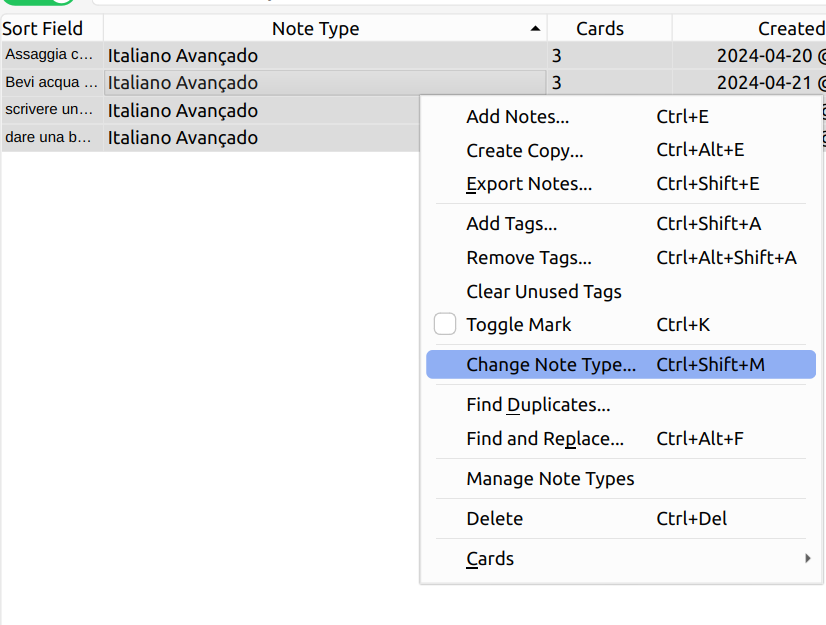 Sort Field Note Type Cards Created
Assaggia c... Italiano Avançado 3 2024-04-20 @
Bevi acqua ... Italiano Avançado 3 2024-04-21 @
scrivere un... Italiano Avançado
dare una b... Italiano Avançado
Add Notes... Ctrl+E
Create Copy... Ctrl+Alt+E
Export Notes... Ctrl+Shift+E
Add Tags... Ctrl+Shift+A
Remove Tags... Ctrl+Alt+Shift+A
Clear Unused Tags
Toggle Mark Ctrl+K
Change Note Type... Ctrl+Shift+M
Find Duplicates...
Find and Replace... Ctrl+Alt+F
Manage Note Types
Delete Ctrl+Del
Cards